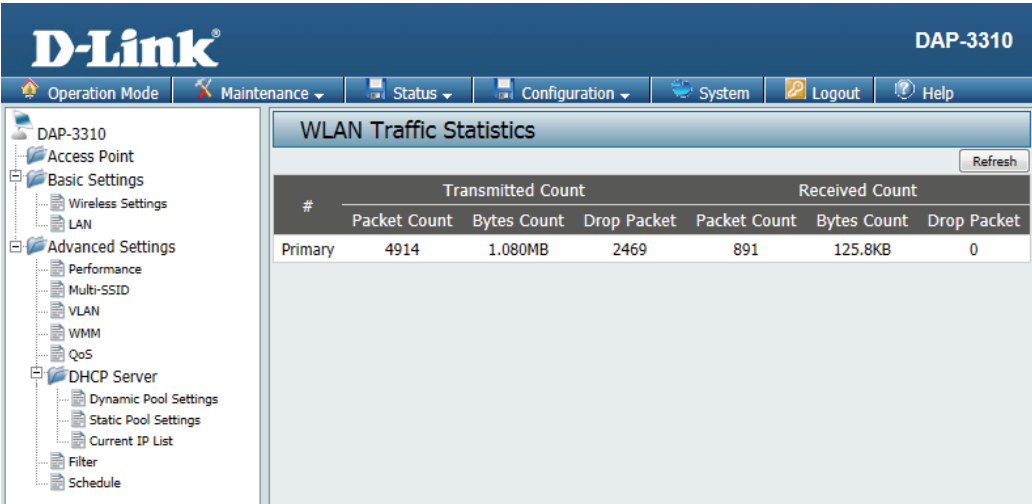 D-Link®
DAP-3310
Operation Mode Maintenance Status Configuration System Logout Help
DAP-3310
Access Point
Basic Settings
Wireless Settings
LAN
Advanced Settings
Performance
Multi-SSID
VLAN
WMM
QoS
DHCP Server
Dynamic Pool Settings
Static Pool Settings
Current IP List
Filter
Schedule
WLAN Traffic Statistics
Refresh
# Transmitted Count Received Count
Packet Count Bytes Count Drop Packet Packet Count Bytes Count Drop Packet
Primary 4914 1.080MB 2469 891 125.8KB 0